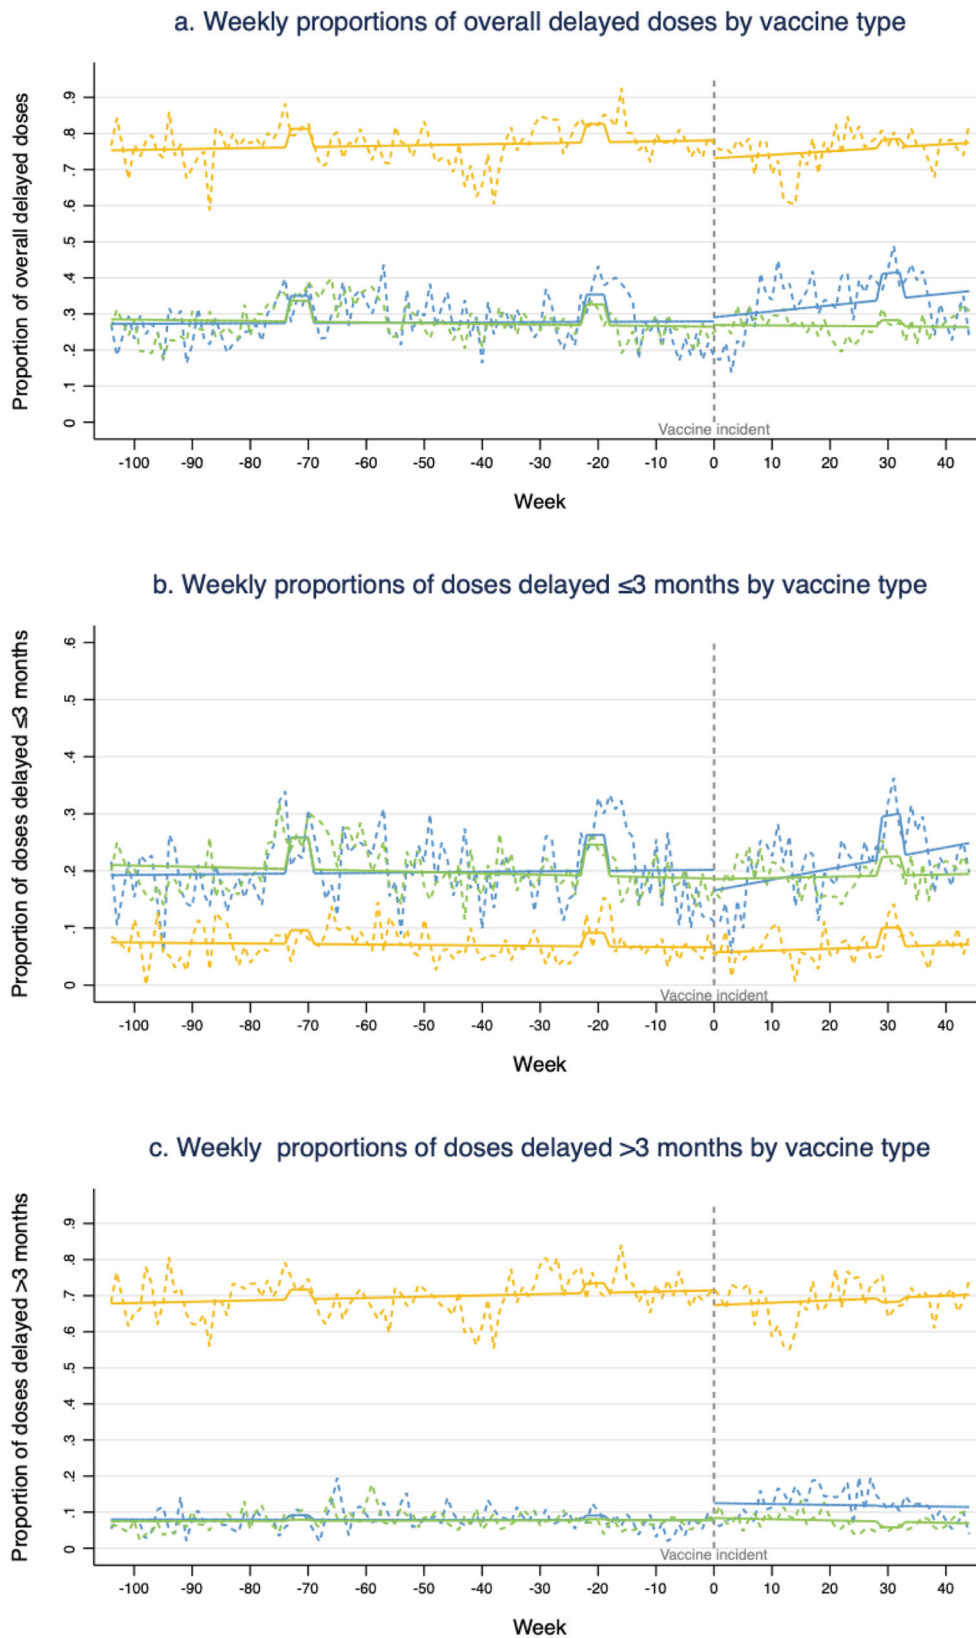 a. Weekly proportions of overall delayed doses by vaccine type
Proportion of overall delayed doses
.9
.8
.7
.6
.5
.4
.3
.2
.1
0
Vaccine incident
-100 -90 -80 -70 -60 -50 -40 -30 -20 -10 0 10 20 30 40
Week
b. Weekly proportions of doses delayed ≤3 months by vaccine type
Proportion of doses delayed ≤3 months
.6
.5
.4
.3
.2
.1
0
Vaccine incident
-100 -90 -80 -70 -60 -50 -40 -30 -20 -10 0 10 20 30 40
Week
c. Weekly proportions of doses delayed >3 months by vaccine type
Proportion of doses delayed >3 months
.9
.8
.7
.6
.5
.4
.3
.2
.1
0
Vaccine incident
-100 -90 -80 -70 -60 -50 -40 -30 -20 -10 0 10 20 30 40
Week